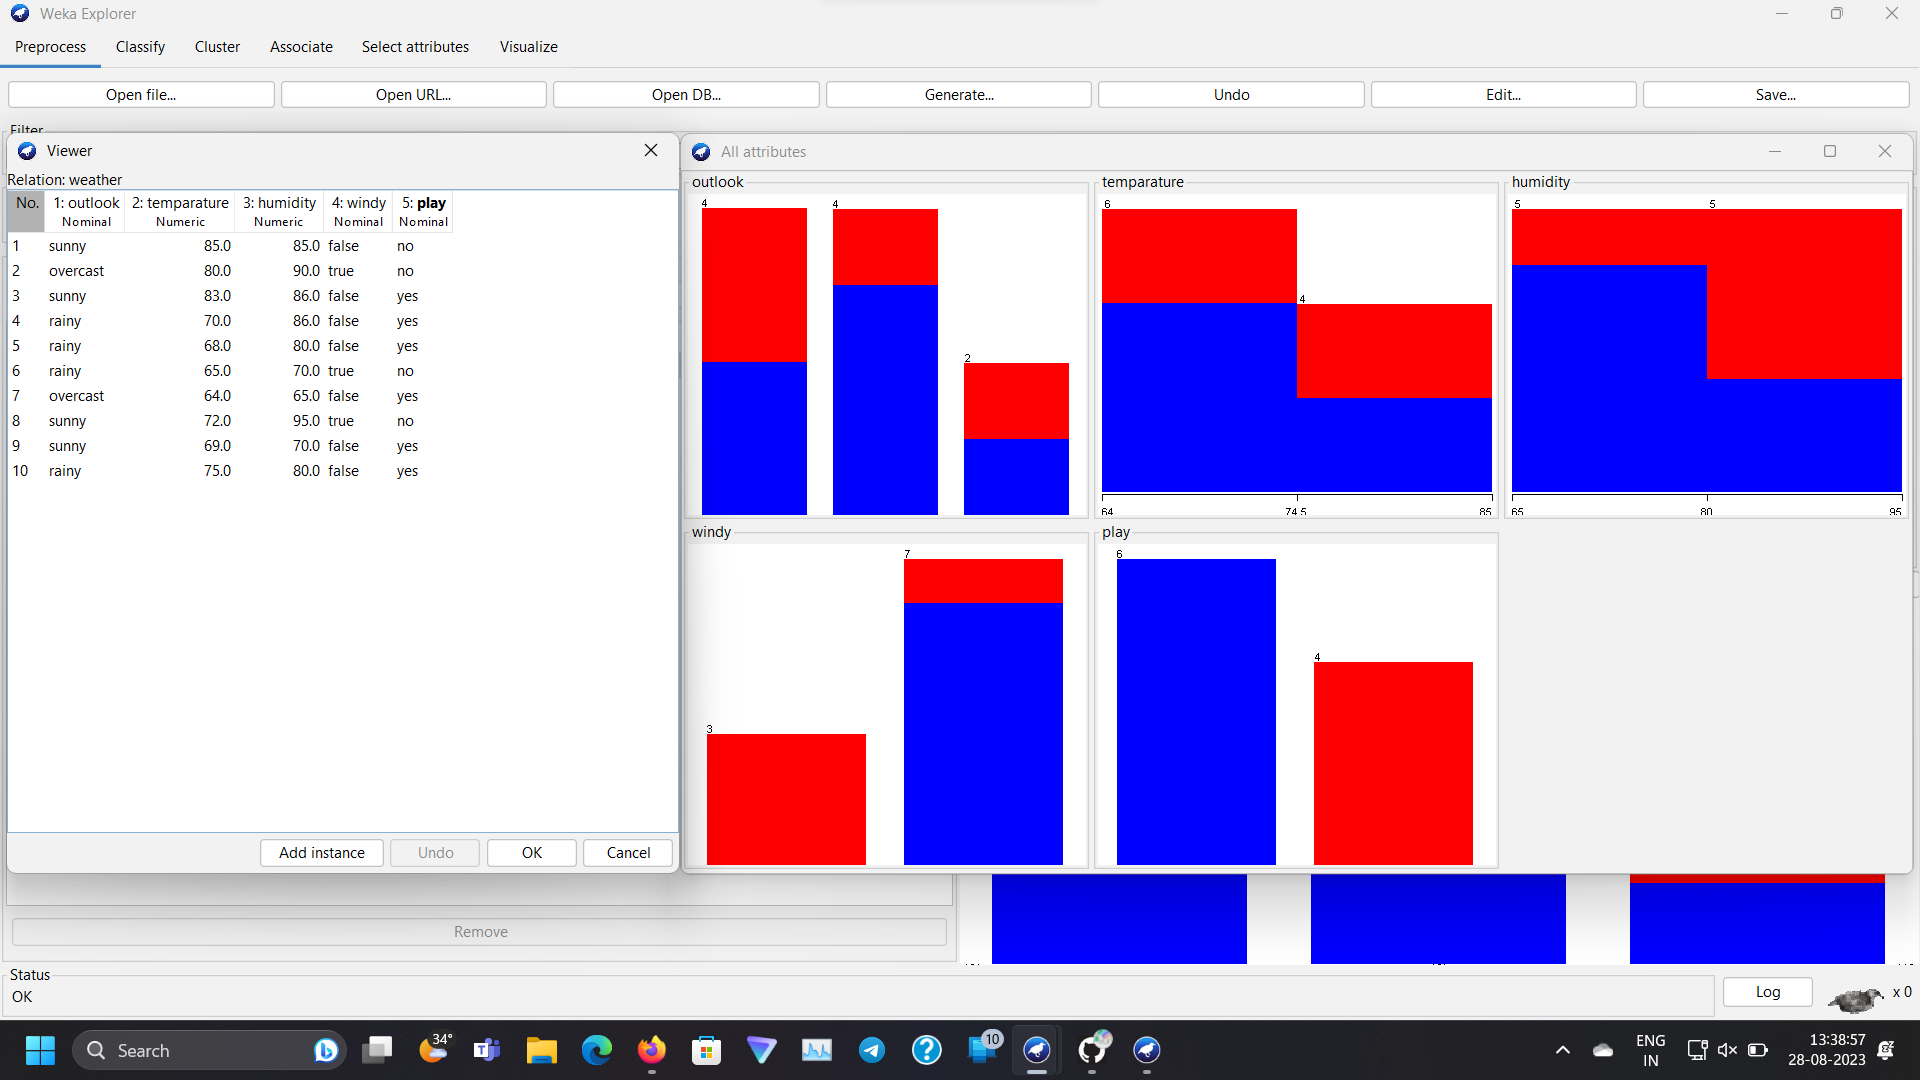 Weka Explorer
Preprocess Classify Cluster Associate Select attributes Visualize
Open file... Open URL... Open DB... Generate... Undo Edit... Save...
Filter
Viewer
Relation: weather
No. 1: outlook 2: temparature 3: humidity 4: windy 5: play
Nominal Numeric Numeric Nominal Nominal
1 sunny 85.0 85.0 false no
2 overcast 80.0 90.0 true no
3 sunny 83.0 86.0 false yes
4 rainy 70.0 86.0 false yes
5 rainy 68.0 80.0 false yes
6 rainy 65.0 70.0 true no
7 overcast 64.0 65.0 false yes
8 sunny 72.0 95.0 true no
9 sunny 69.0 70.0 false yes
10 rainy 75.0 80.0 false yes
Add instance Undo OK Cancel
All attributes
outlook
4 4 2
temparature
6 4
64 74.5 85
humidity
5 5
65 80 95
windy
3 7
play
6 4
Remove
Status
OK
Log x 0
Search
34°
10
ENG
IN
13:38:57
28-08-2023